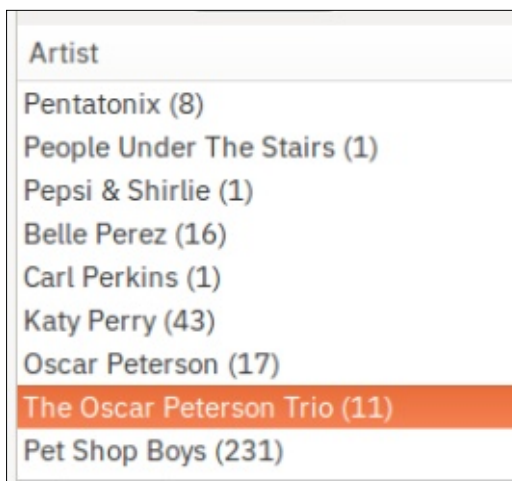 Artist
Pentatonix (8)
People Under The Stairs (1)
Pepsi & Shirlie (1)
Belle Perez (16)
Carl Perkins (1)
Katy Perry (43)
Oscar Peterson (17)
The Oscar Peterson Trio (11)
Pet Shop Boys (231)